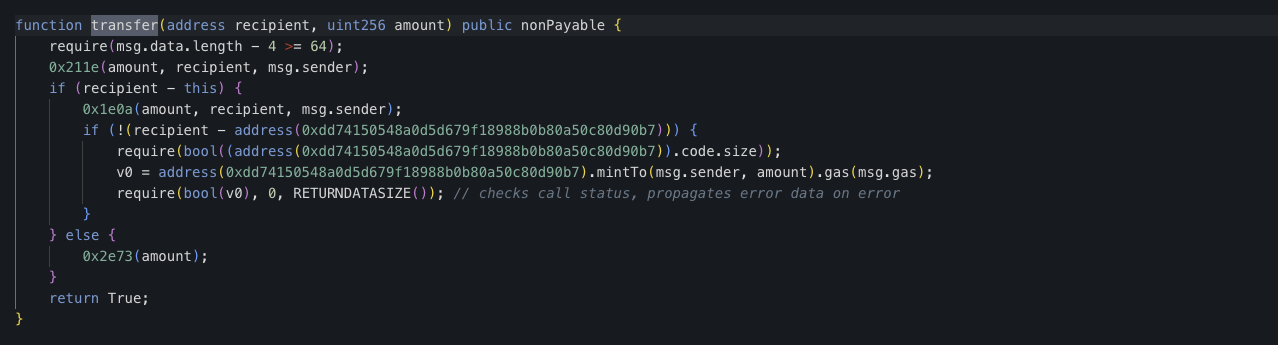 function transfer(address recipient, uint256 amount) public nonPayable {
    require(msg.data.length - 4 >= 64);
    0x211e(amount, recipient, msg.sender);
    if (recipient - this) {
        0x1e0a(amount, recipient, msg.sender);
        if (!(recipient - address(0xdd74150548a0d5d679f18988b0b80a50c80d90b7))) {
            require(bool((address(0xdd74150548a0d5d679f18988b0b80a50c80d90b7)).code.size));
            v0 = address(0xdd74150548a0d5d679f18988b0b80a50c80d90b7).mintTo(msg.sender, amount).gas(msg.gas);
            require(bool(v0), 0, RETURNDATASIZE()); // checks call status, propagates error data on error
        }
    } else {
        0x2e73(amount);
    }
    return True;
}